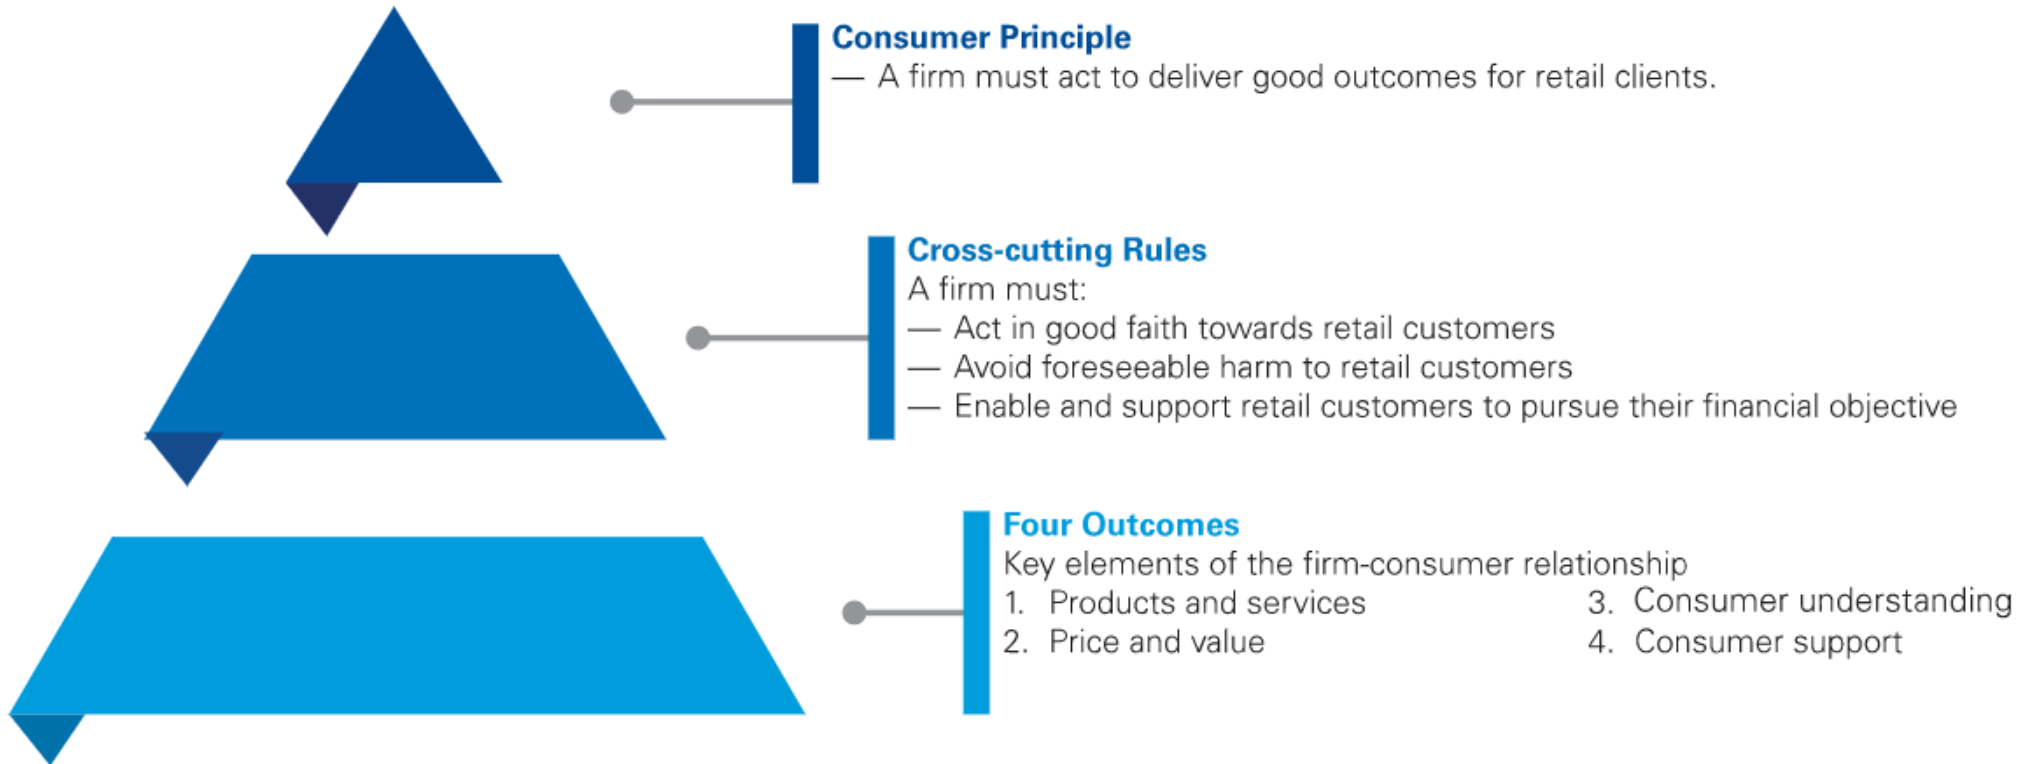 Consumer Principle
— A firm must act to deliver good outcomes for retail clients.
Cross-cutting Rules
A firm must:
— Act in good faith towards retail customers
— Avoid foreseeable harm to retail customers
— Enable and support retail customers to pursue their financial objective
Four Outcomes
Key elements of the firm-consumer relationship
1. Products and services
2. Price and value
3. Consumer understanding
4. Consumer support